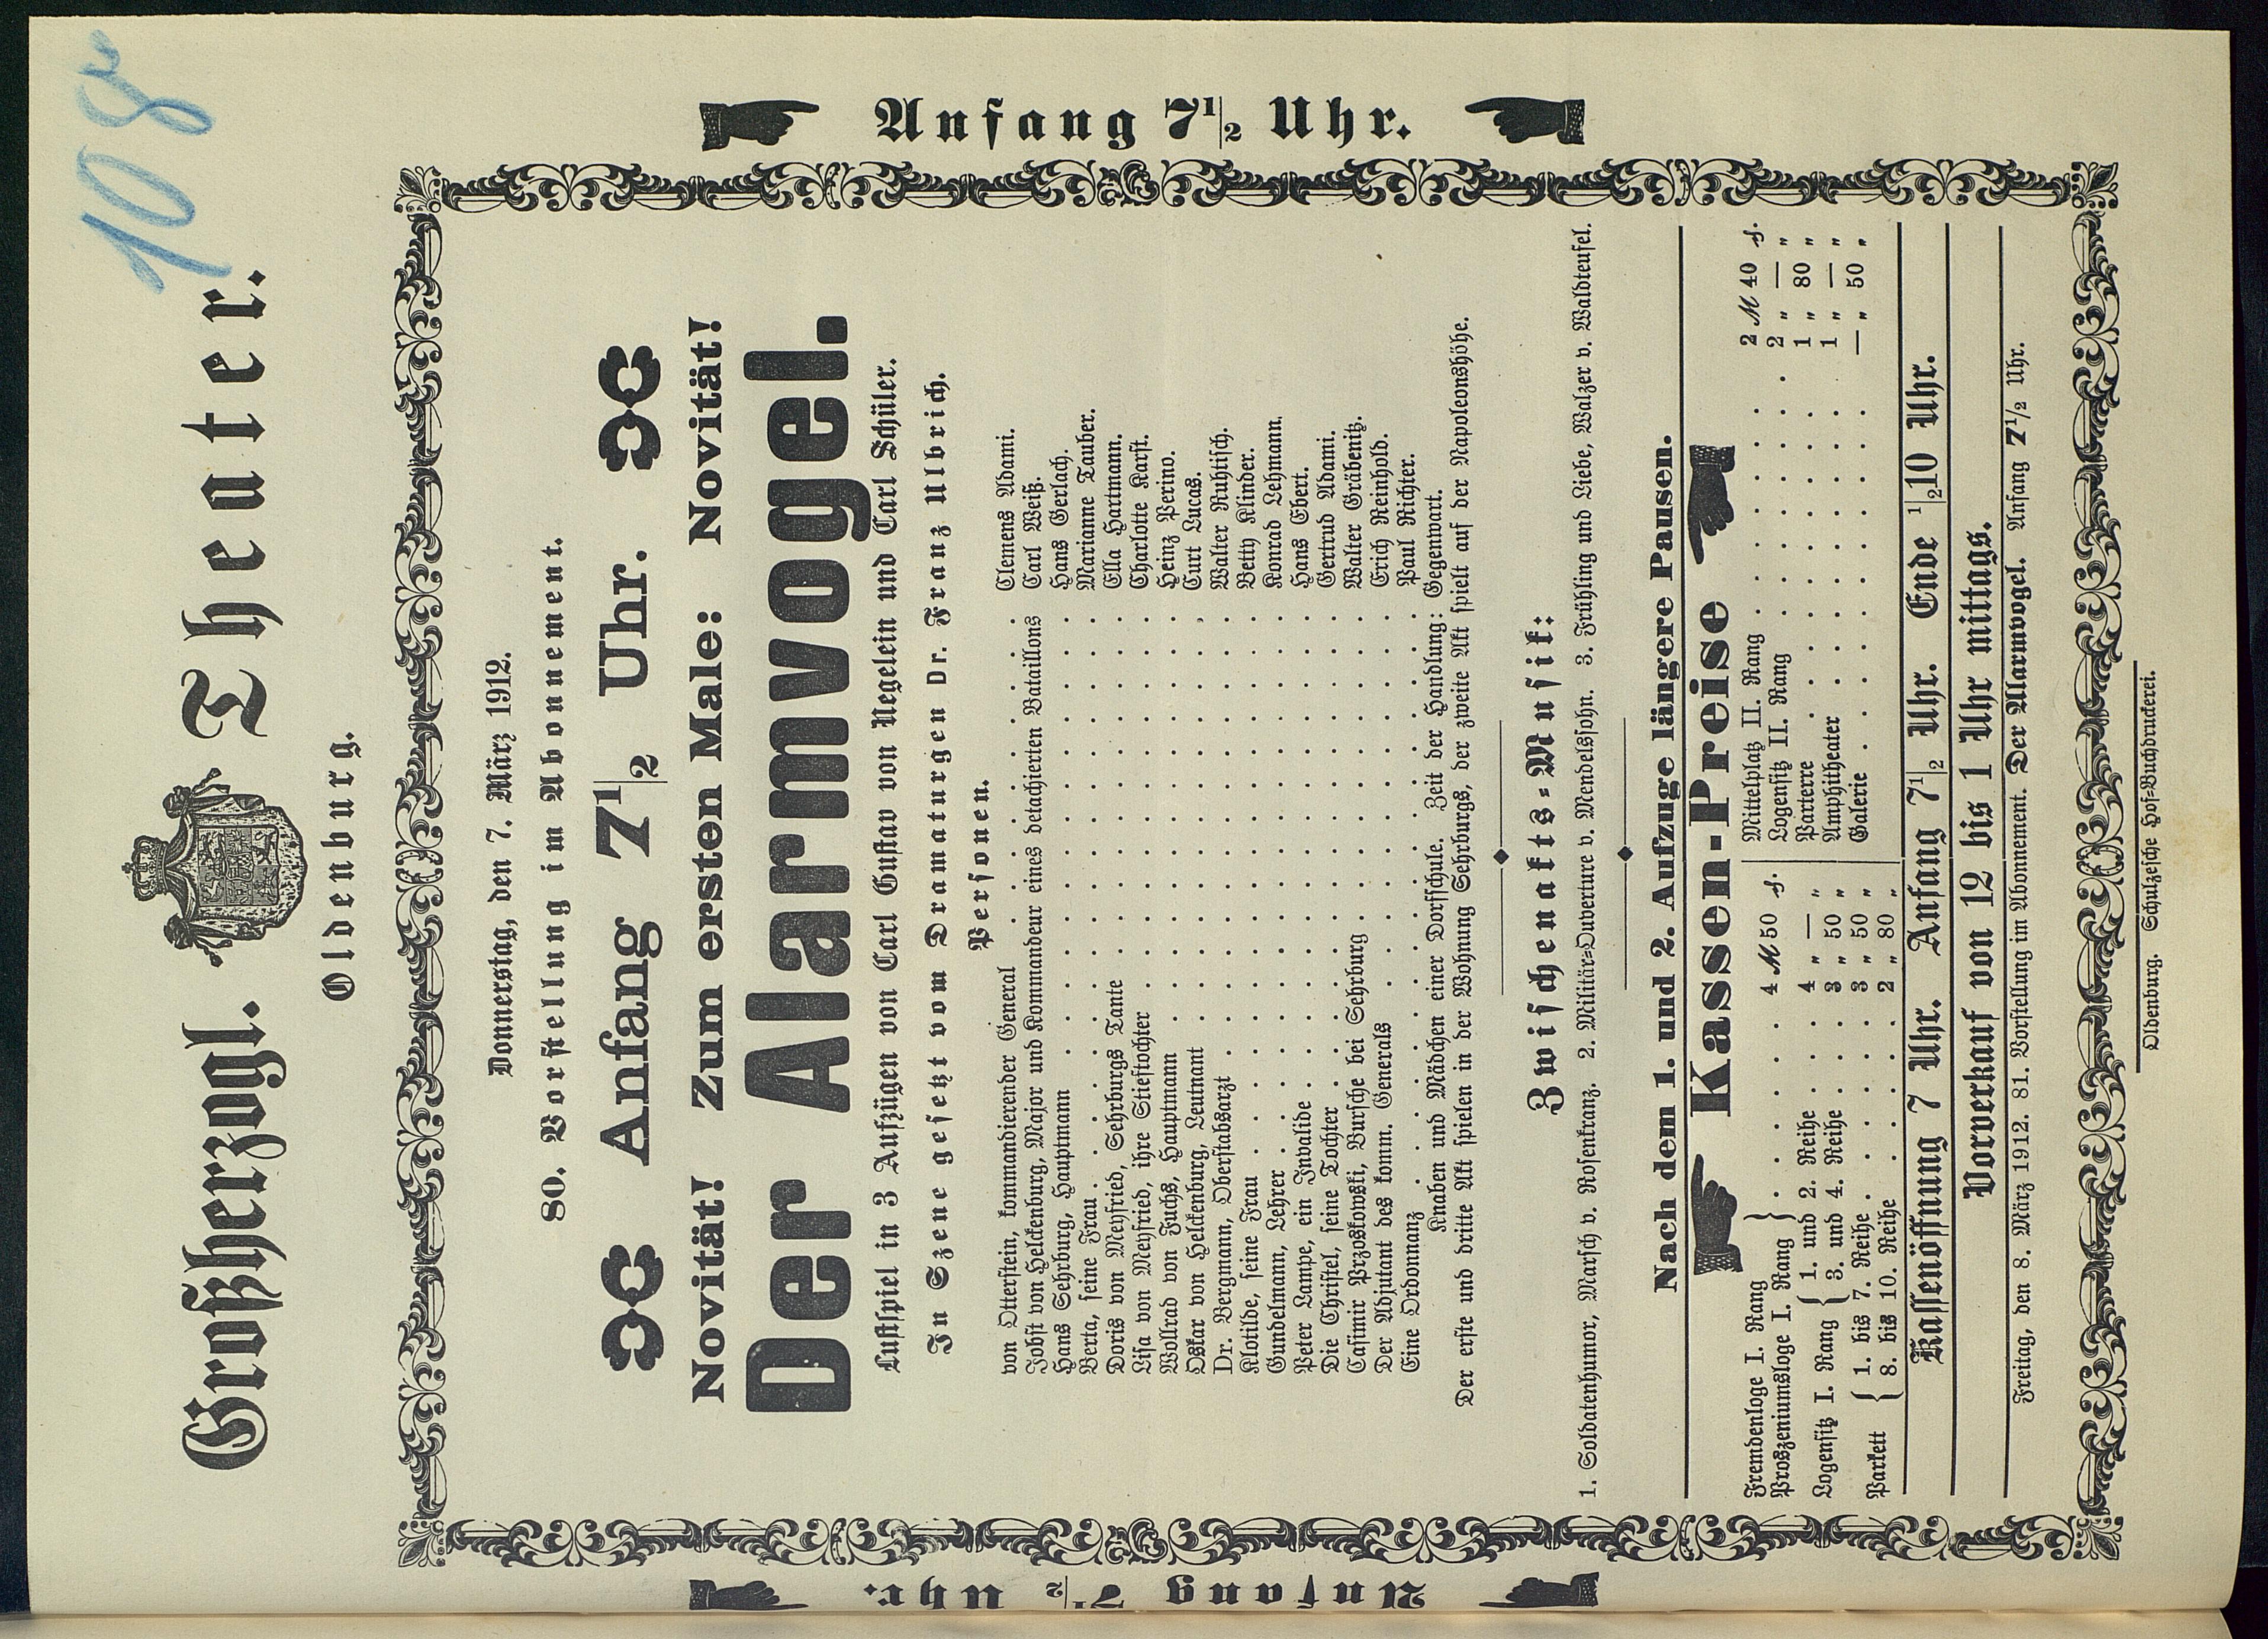 108
Großherzogl. Theater.
Oldenburg.
Anfang 7 1/2 Uhr.
Anfang 7 1/2 Uhr.
Donnerstag, den 7. März 1912.
80. Vorstellung im Abonnement.
Anfang 7 1/2 Uhr.
Novität! Zum ersten Male: Novität!
Der Alarmvogel.
Lustspiel in 3 Aufzügen von Carl Gustav von Negelein und Carl Schüler.
In Szene gesetzt vom Dramaturgen Dr. Franz Ulbrich.
Personen.
von Otterstein, kommandierender General . . . . . . . Clemens Adami.
Jobst von Helckenburg, Major und Kommandeur eines detachierten Bataillons Carl Weiß.
Hans Sehrburg, Hauptmann . . . . . . . Hans Gerlach.
Berta, seine Frau . . . . . . . Marianne Tauber.
Doris von Meyfried, Sehrburgs Tante . . . . . . . Ella Hartmann.
Lisa von Meyfried, ihre Stieftochter . . . . . . . Charlotte Karst.
Wollrad von Fuchs, Hauptmann . . . . . . . Heinz Perino.
Oskar von Helckenburg, Leutnant . . . . . . . Curt Lucas.
Dr. Bergmann, Oberstabsarzt . . . . . . . Walter Ruhtisch.
Klotilde, seine Frau . . . . . . . Betty Klinder.
Gundelmann, Lehrer . . . . . . . Konrad Lehmann.
Peter Lampe, ein Invalide . . . . . . . Hans Ebert.
Die Christel, seine Tochter . . . . . . . Gertrud Adami.
Casimir Przoskowski, Bursche bei Sehrburg . . . . . . . Walter Gräbenitz.
Der Adjutant des komm. Generals . . . . . . . Erich Reinhold.
Eine Ordonnanz . . . . . . . Paul Richter.
Knaben und Mädchen einer Dorfschule. Zeit der Handlung: Gegenwart.
Der erste und dritte Akt spielen in der Wohnung Sehrburgs, der zweite Akt spielt auf der Napoleonshöhe.
Zwischenakts-Musik:
1. Soldatenhumor, Marsch v. Rosenkranz. 2. Militär-Ouverture v. Mendelssohn. 3. Frühling und Liebe, Walzer v. Waldteufel.
Nach dem 1. und 2. Aufzuge längere Pausen.
Kassen-Preise
Fremdenloge I. Rang } . . . . . 4 M 50 ₰.
Proszeniumsloge I. Rang }
Logensitz I. Rang { 1. und 2. Reihe . . . 4 „ — „
{ 3. und 4. Reihe . . . 3 „ 50 „
Parkett { 1. bis 7. Reihe . . . . 3 „ 50 „
{ 8. bis 10. Reihe . . . . 2 „ 80 „
Mittelplatz II. Rang . . . . . . . 2 M 40 ₰.
Logensitz II. Rang . . . . . . . 2 „ — „
Parterre . . . . . . . 1 „ 80 „
Amphitheater . . . . . . . 1 „ — „
Galerie . . . . . . . — „ 50 „
Kassenöffnung 7 Uhr. Anfang 7 1/2 Uhr. Ende 1/2 10 Uhr.
Vorverkauf von 12 bis 1 Uhr mittags.
Freitag, den 8. März 1912. 81. Vorstellung im Abonnement. Der Alarmvogel. Anfang 7 1/2 Uhr.
Oldenburg. Schulzesche Hof-Buchdruckerei.